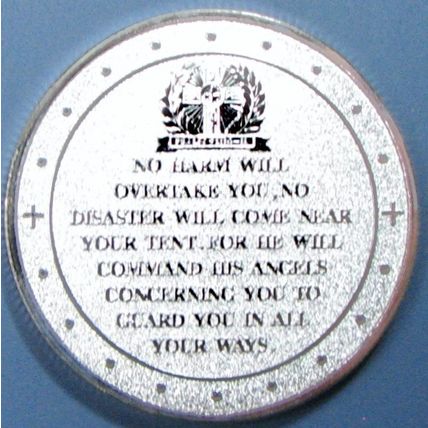 NO HARM WILL
OVERTAKE YOU, NO
DISASTER WILL COME NEAR
YOUR TENT. FOR HE WILL
COMMAND HIS ANGELS
CONCERNING YOU TO
GUARD YOU IN ALL
YOUR WAYS.